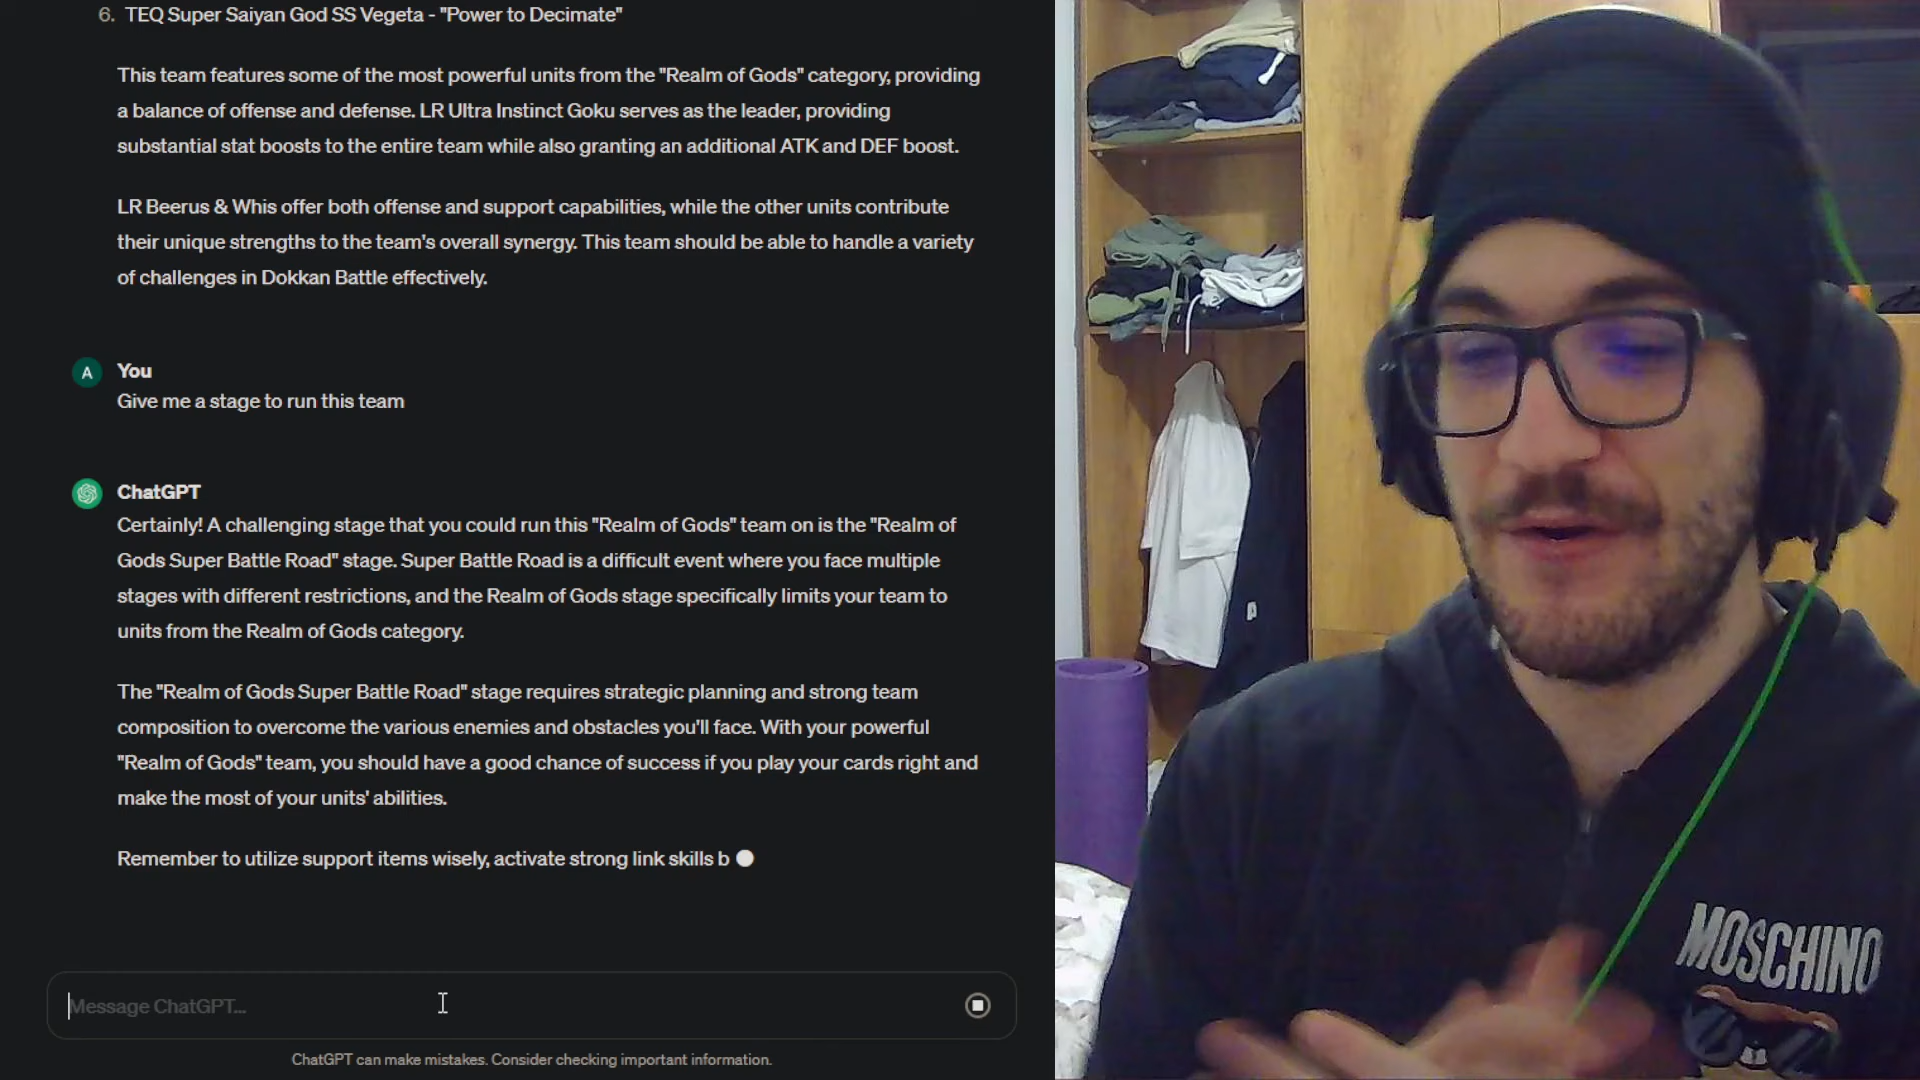 6. TEQ Super Saiyan God SS Vegeta - "Power to Decimate"
This team features some of the most powerful units from the "Realm of Gods" category, providing
a balance of offense and defense. LR Ultra Instinct Goku serves as the leader, providing
substantial stat boosts to the entire team while also granting an additional ATK and DEF boost.
LR Beerus & Whis offer both offense and support capabilities, while the other units contribute
their unique strengths to the team's overall synergy. This team should be able to handle a variety
of challenges in Dokkan Battle effectively.
A You
Give me a stage to run this team
ChatGPT
Certainly! A challenging stage that you could run this "Realm of Gods" team on is the "Realm of
Gods Super Battle Road" stage. Super Battle Road is a difficult event where you face multiple
stages with different restrictions, and the Realm of Gods stage specifically limits your team to
units from the Realm of Gods category.
The "Realm of Gods Super Battle Road" stage requires strategic planning and strong team
composition to overcome the various enemies and obstacles you'll face. With your powerful
"Realm of Gods" team, you should have a good chance of success if you play your cards right and
make the most of your units' abilities.
Remember to utilize support items wisely, activate strong link skills b
Message ChatGPT...
ChatGPT can make mistakes. Consider checking important information.
MOSCHINO